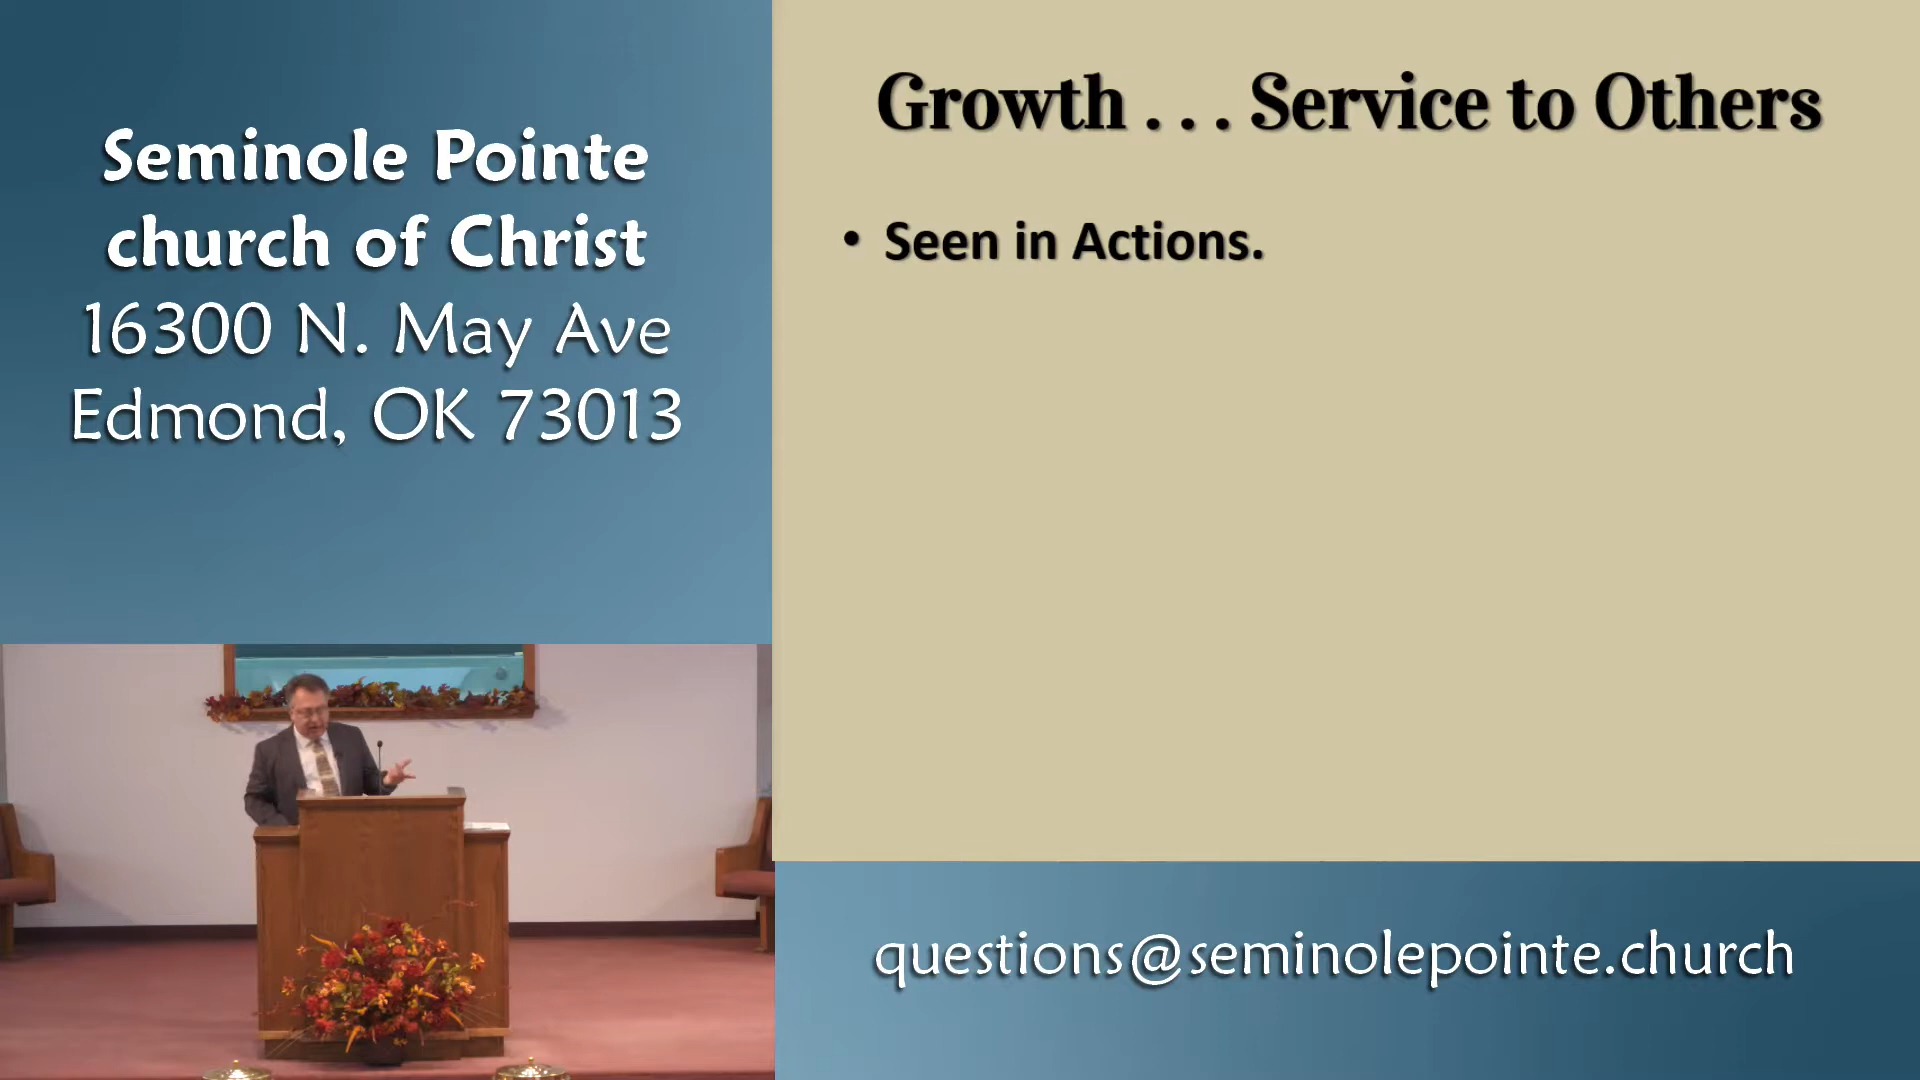 Seminole Pointe
church of Christ
16300 N. May Ave
Edmond, OK 73013
Growth . . . Service to Others
• Seen in Actions.
questions@seminolepointe.church